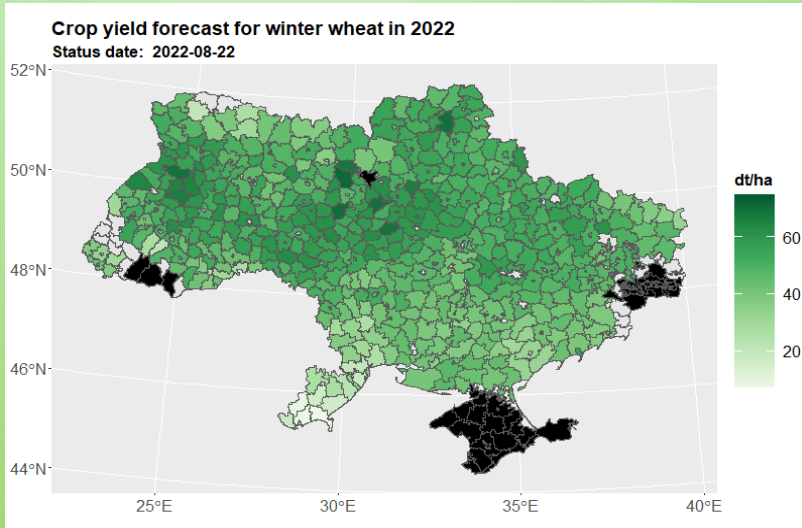 Crop yield forecast for winter wheat in 2022
Status date: 2022-08-22
52°N
50°N
48°N
46°N
44°N
25°E
30°E
35°E
40°E
dt/ha
60
40
20